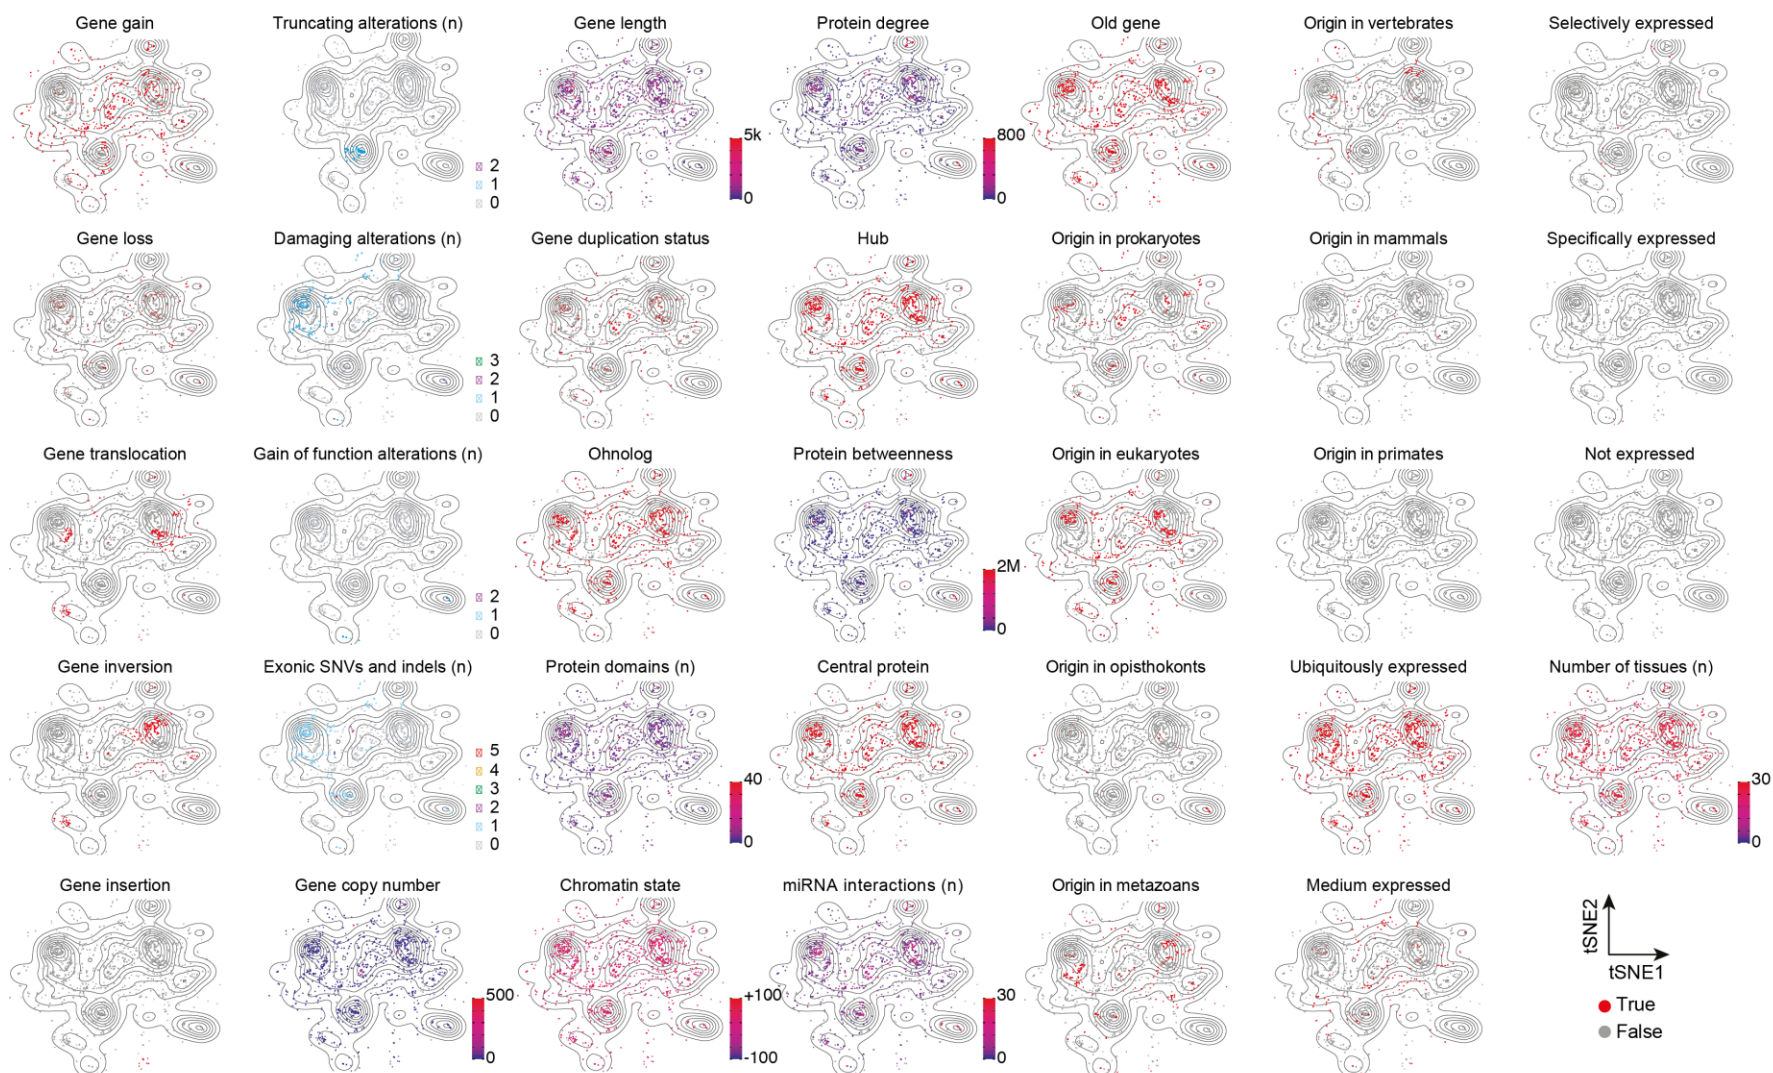 Gene gain
Truncating alterations (n)
Gene length
Protein degree
Old gene
Origin in vertebrates
Selectively expressed
2
1
0
5k
0
800
0
Gene loss
Damaging alterations (n)
Gene duplication status
Hub
Origin in prokaryotes
Origin in mammals
Specifically expressed
3
2
1
0
Gene translocation
Gain of function alterations (n)
Ohnolog
Protein betweenness
Origin in eukaryotes
Origin in primates
Not expressed
2
1
0
2M
0
Gene inversion
Exonic SNVs and indels (n)
Protein domains (n)
Central protein
Origin in opisthokonts
Ubiquitously expressed
Number of tissues (n)
5
4
3
2
1
0
40
0
30
0
Gene insertion
Gene copy number
Chromatin state
miRNA interactions (n)
Origin in metazoans
Medium expressed
500
0
+100
-100
30
0
tSNE2
tSNE1
True
False